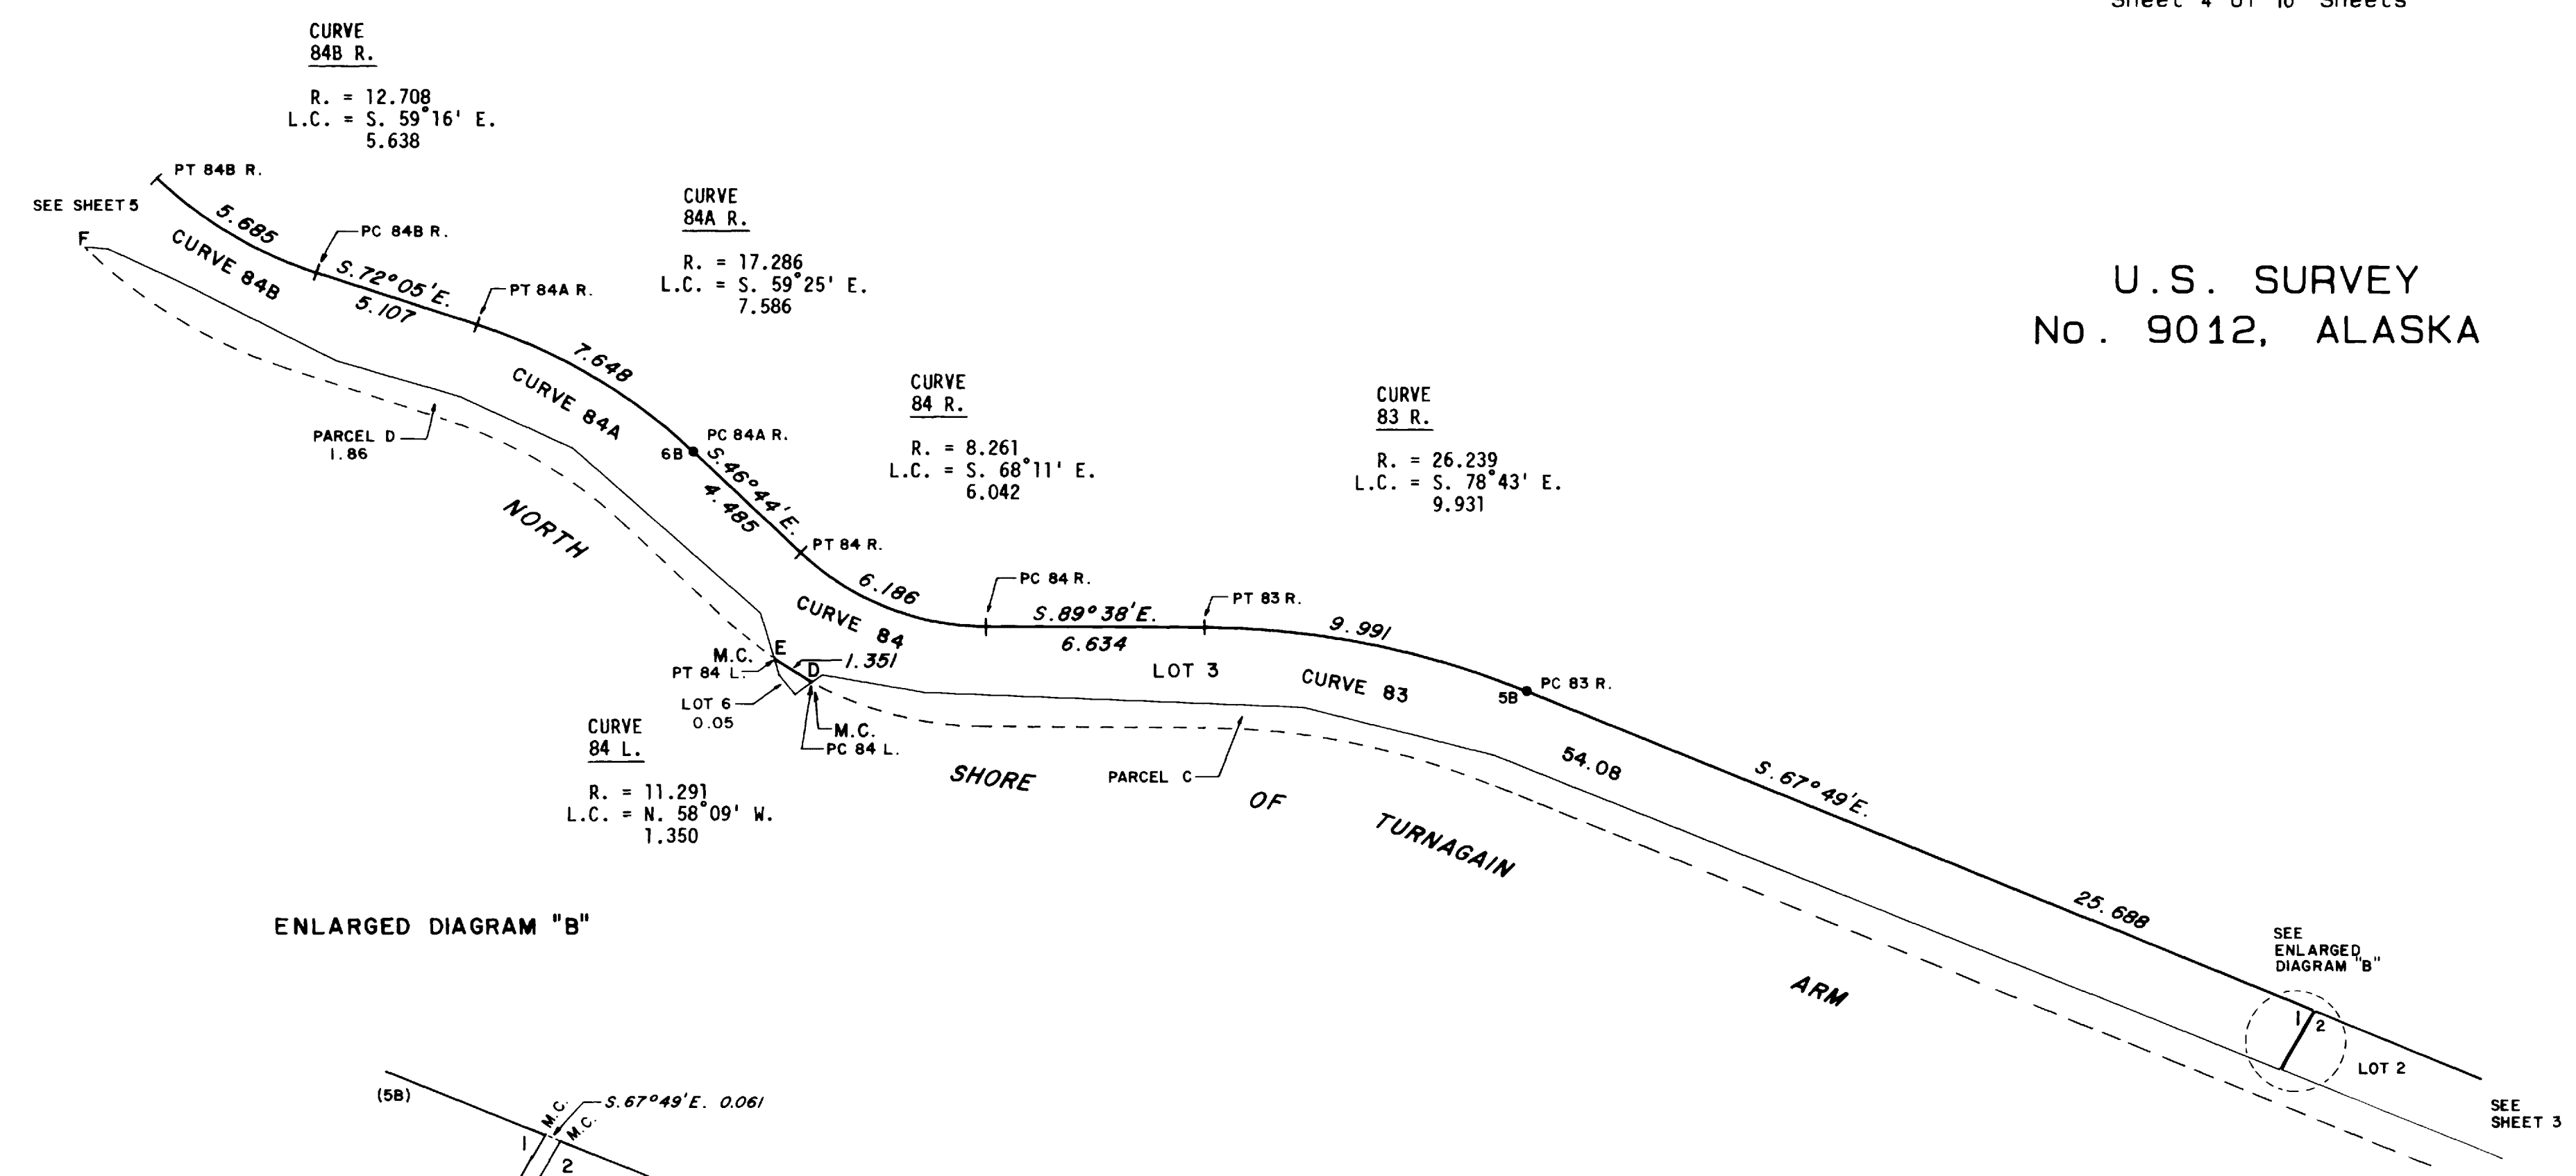 Sheet 4 of 10 Sheets
CURVE
84B R.
R. = 12.708
L.C. = S. 59°16' E.
5.638
PT 84B R.
SEE SHEET 5
F
5.685
CURVE 84B
PC 84B R.
S.72°05'E.
5.107
PT 84A R.
CURVE
84A R.
R. = 17.286
L.C. = S. 59°25' E.
7.586
U.S. SURVEY
No. 9012, ALASKA
7.648
CURVE 84A
PARCEL D
1.86
PC 84A R.
6B
S.46°44'E.
4.485
CURVE
84 R.
R. = 8.261
L.C. = S. 68°11' E.
6.042
CURVE
83 R.
R. = 26.239
L.C. = S. 78°43' E.
9.931
PT 84 R.
6.186
CURVE 84
PC 84 R.
S.89°38'E.
6.634
PT 83 R.
9.991
LOT 3
CURVE 83
5B
PC 83 R.
M.C.
E
PT 84 L.
D
1.351
LOT 6
0.05
M.C.
PC 84 L.
CURVE
84 L.
R. = 11.291
L.C. = N. 58°09' W.
1.350
PARCEL C
54.08
S.67°49'E.
25.688
NORTH
SHORE
OF
TURNAGAIN
ARM
SEE
ENLARGED
DIAGRAM "B"
1
2
LOT 2
SEE
SHEET 3
ENLARGED DIAGRAM "B"
(5B)
M.C.
S.67°49'E. 0.061
M.C.
1
2